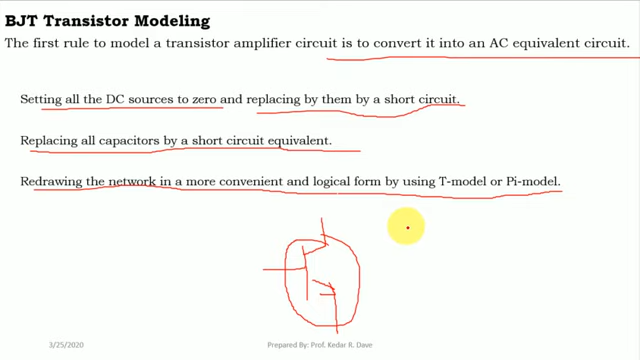 BJT Transistor Modeling
The first rule to model a transistor amplifier circuit is to convert it into an AC equivalent circuit.
Setting all the DC sources to zero and replacing by them by a short circuit.
Replacing all capacitors by a short circuit equivalent.
Redrawing the network in a more convenient and logical form by using T-model or Pi-model.
3/25/2020 Prepared By: Prof. Kedar R. Dave